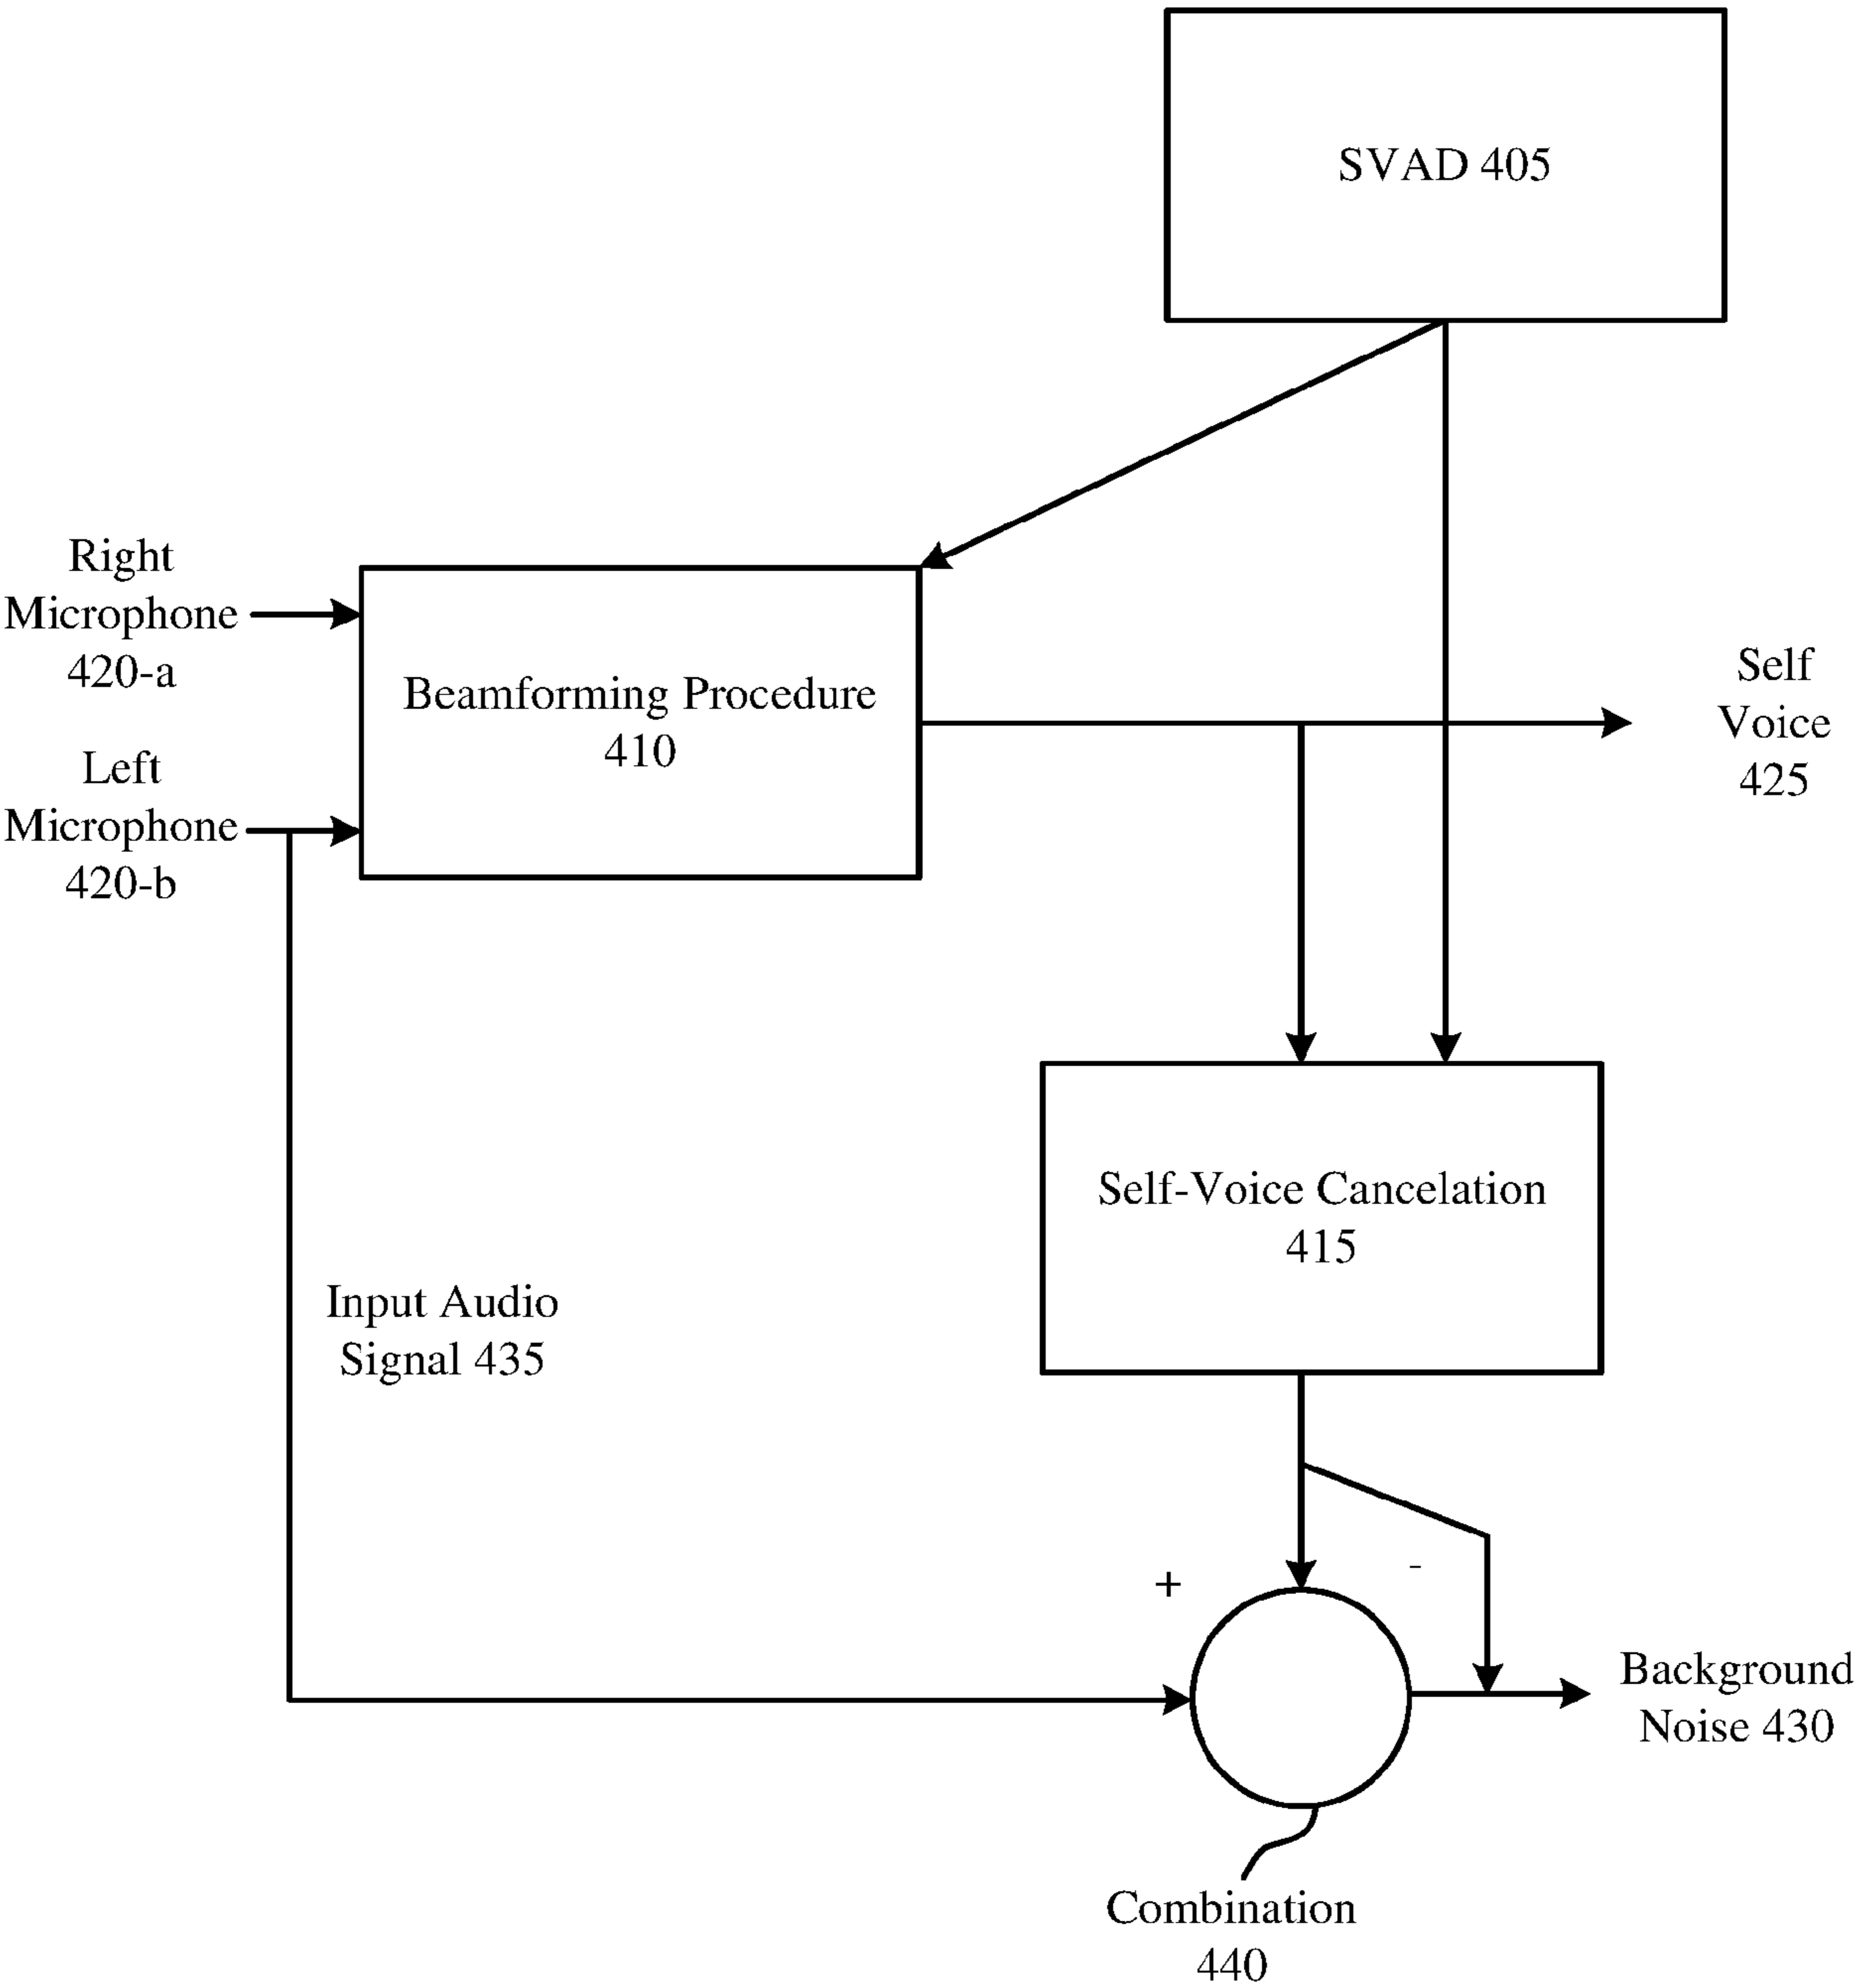 SVAD 405
Right
Microphone
420-a
Beamforming Procedure
410
Left
Microphone
420-b
Self
Voice
425
Self-Voice Cancelation
415
Input Audio
Signal 435
+
-
Background
Noise 430
Combination
440